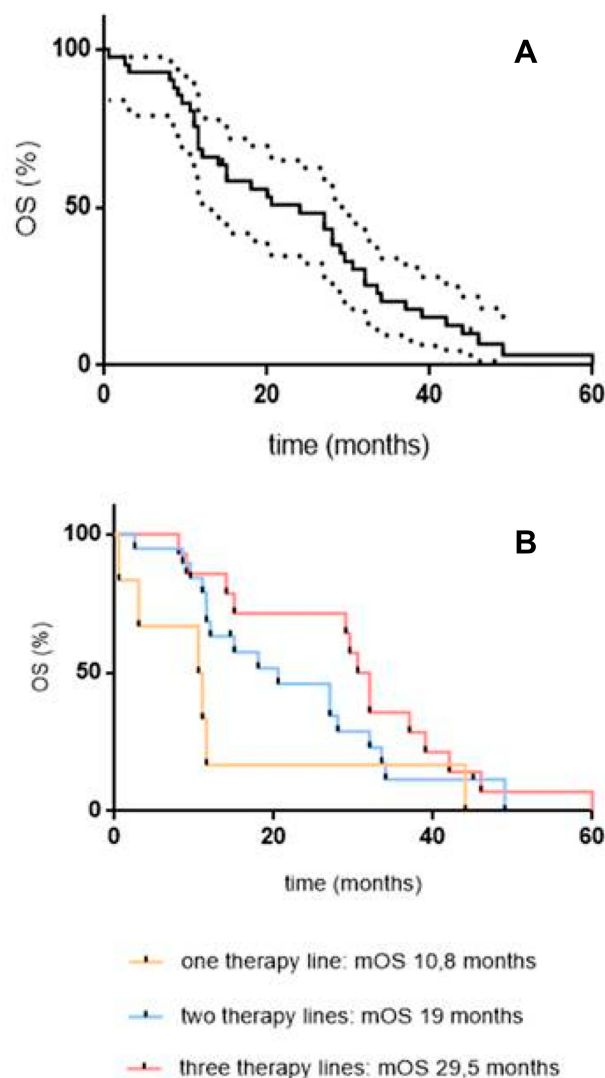 A
OS (%)
100
50
0
0 20 40 60
time (months)
B
OS (%)
100
50
0
0 20 40 60
time (months)
one therapy line: mOS 10,8 months
two therapy lines: mOS 19 months
three therapy lines: mOS 29,5 months